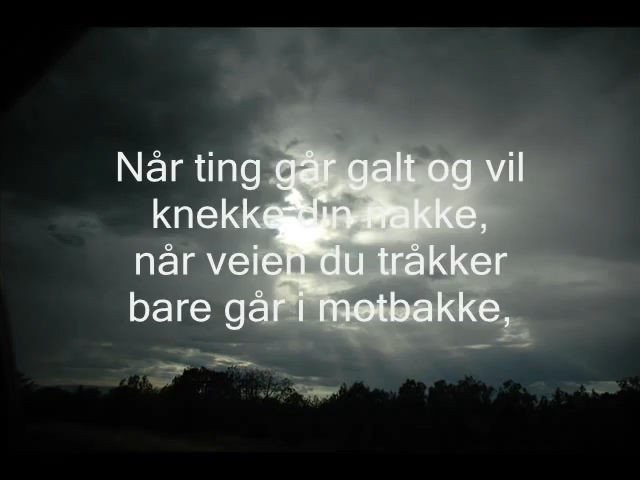 Når ting går galt og vil
knekke din nakke,
når veien du tråkker
bare går i motbakke,